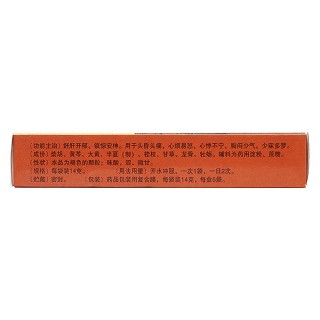 〔功能主治〕舒肝开郁，镇惊安神。用于头昏头痛，心烦易怒，心悸不宁，胸闷少气，少寐多梦。
〔成份〕柴胡、黄芩、大黄、半夏（制）、桂枝、甘草、龙骨、牡蛎。辅料为药用淀粉、蔗糖。
〔性状〕本品为褐色的颗粒；味酸、涩、微甘。
〔规格〕每袋装14克。 〔用法用量〕开水冲服，一次1袋，一日2次。
〔贮藏〕密封。 〔包装〕药品包装用复合膜，每袋装14克，每盒6袋。